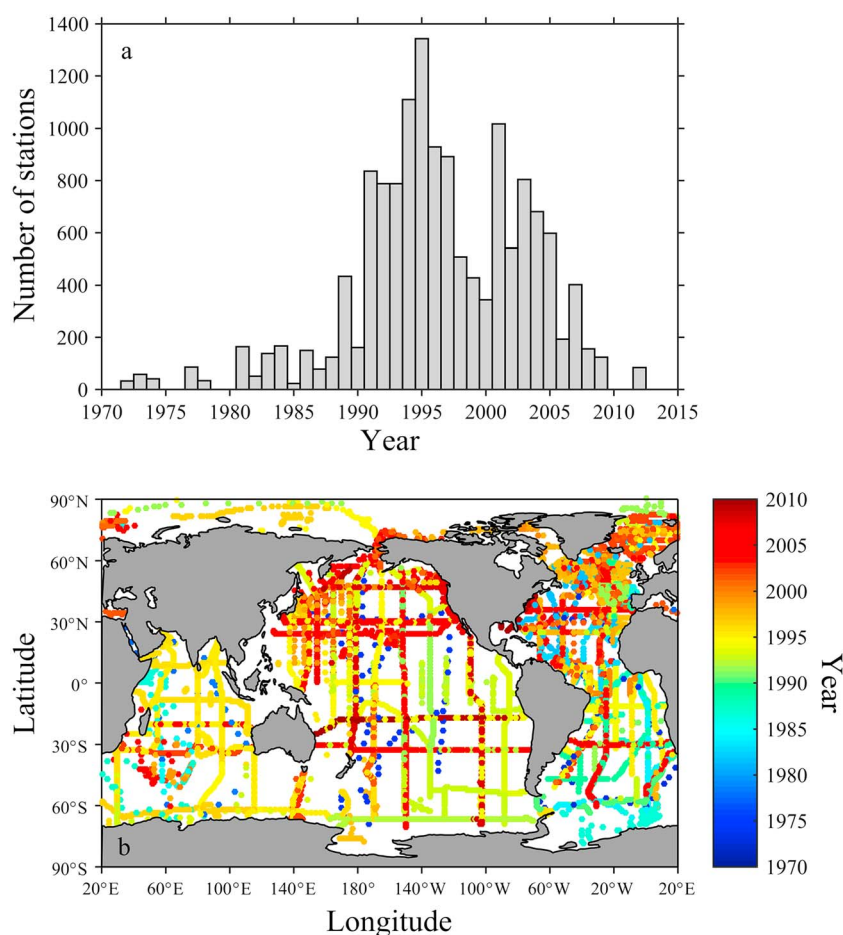 a
1400
1200
1000
800
600
400
200
0
Number of stations
1970 1975 1980 1985 1990 1995 2000 2005 2010 2015
Year
90°N
60°N
30°N
0°
30°S
60°S
90°S
Latitude
b
20°E 60°E 100°E 140°E 180° 140°W 100°W 60°W 20°W 20°E
Longitude
2010
2005
2000
1995
1990
1985
1980
1975
1970
Year